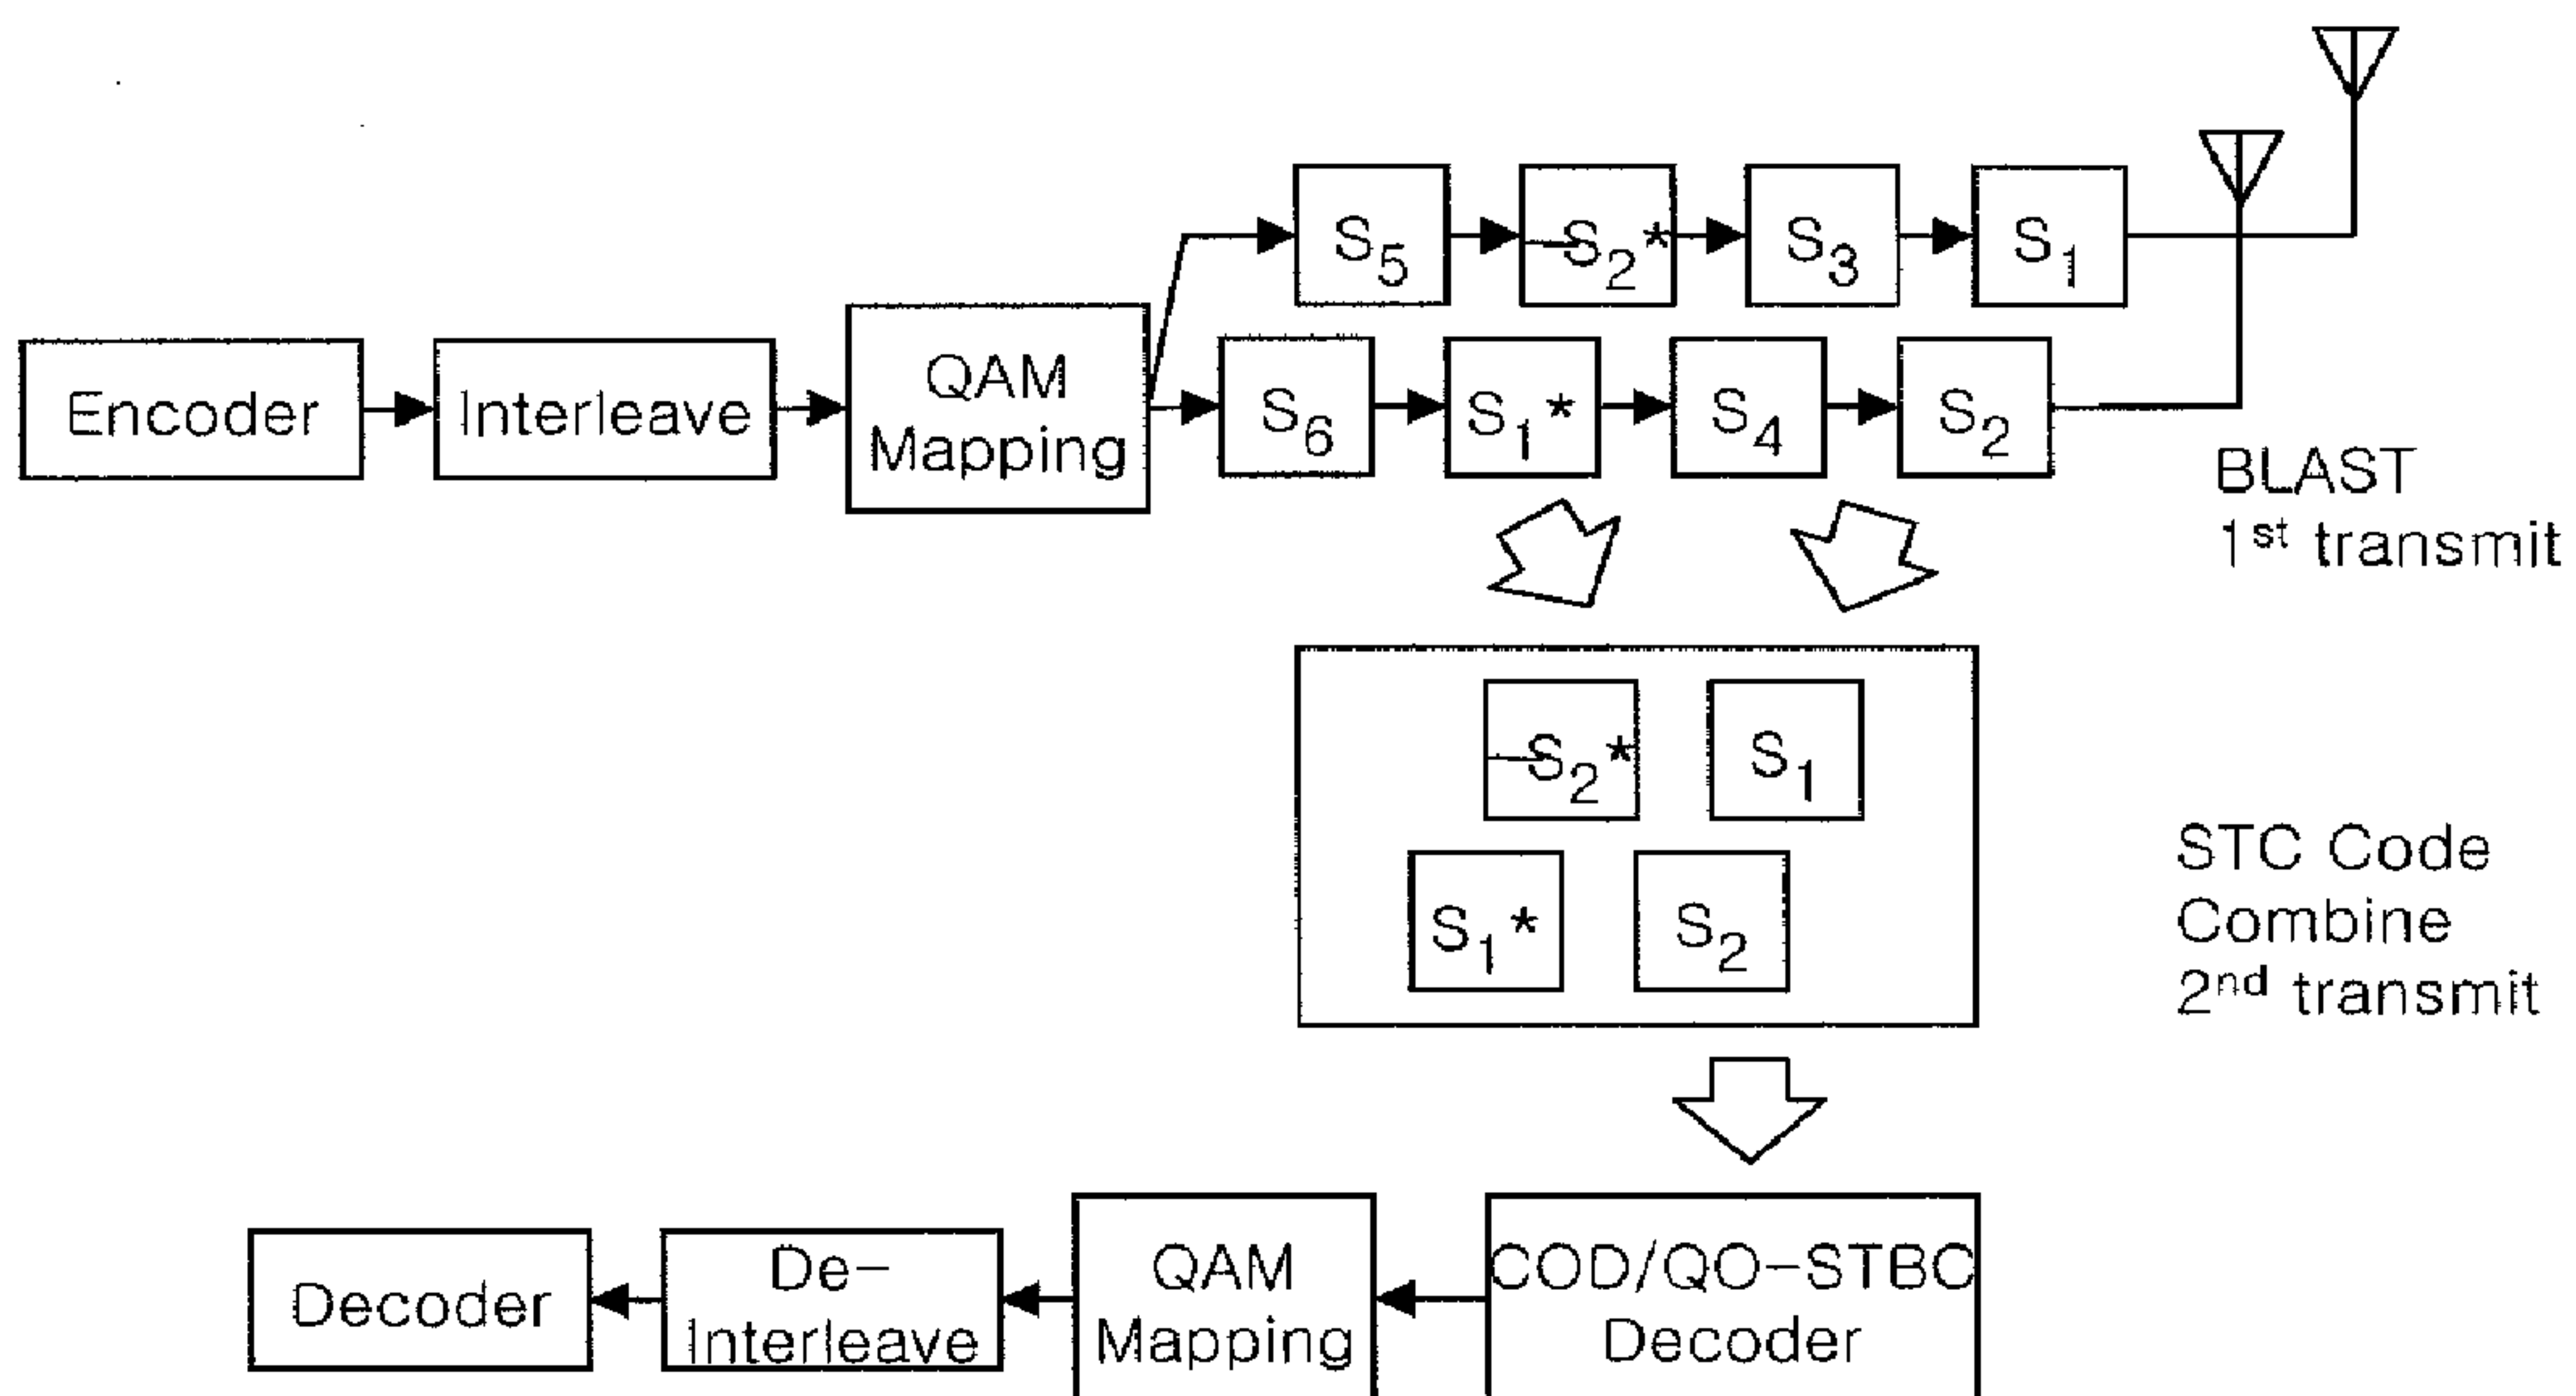 S5
-S2*
S3
S1
Encoder
Interleave
QAM
Mapping
S6
S1*
S4
S2
BLAST
1st transmit
-S2*
S1
S1*
S2
STC Code
Combine
2nd transmit
Decoder
De-
Interleave
QAM
Mapping
COD/QO-STBC
Decoder